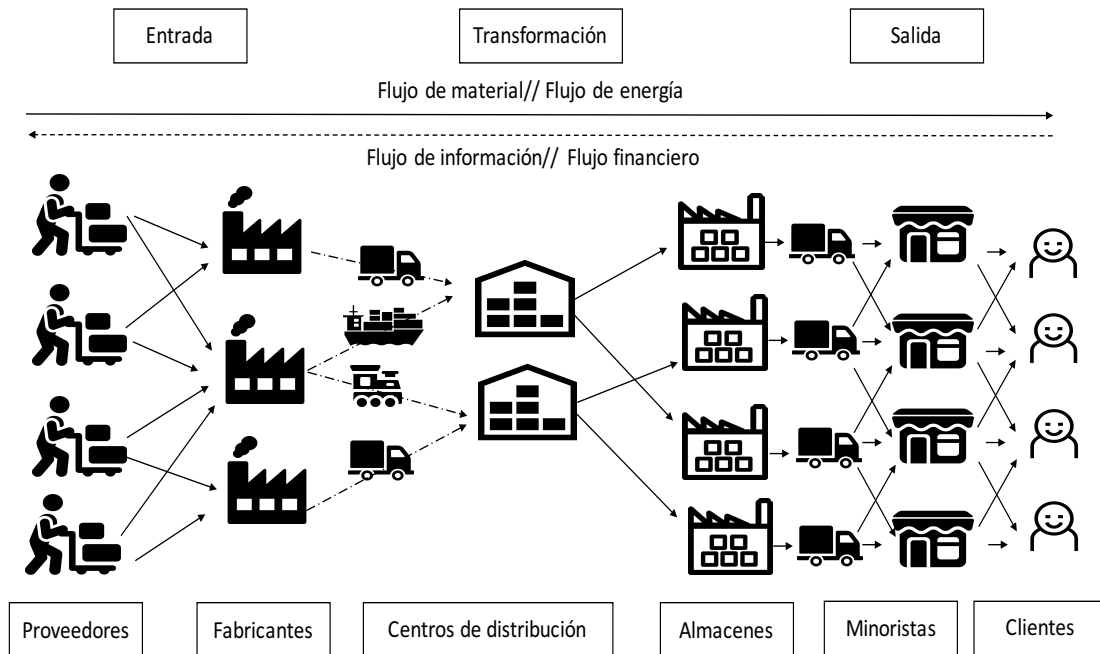 Entrada
Transformación
Salida
Flujo de material// Flujo de energía
Flujo de información// Flujo financiero
Proveedores
Fabricantes
Centros de distribución
Almacenes
Minoristas
Clientes